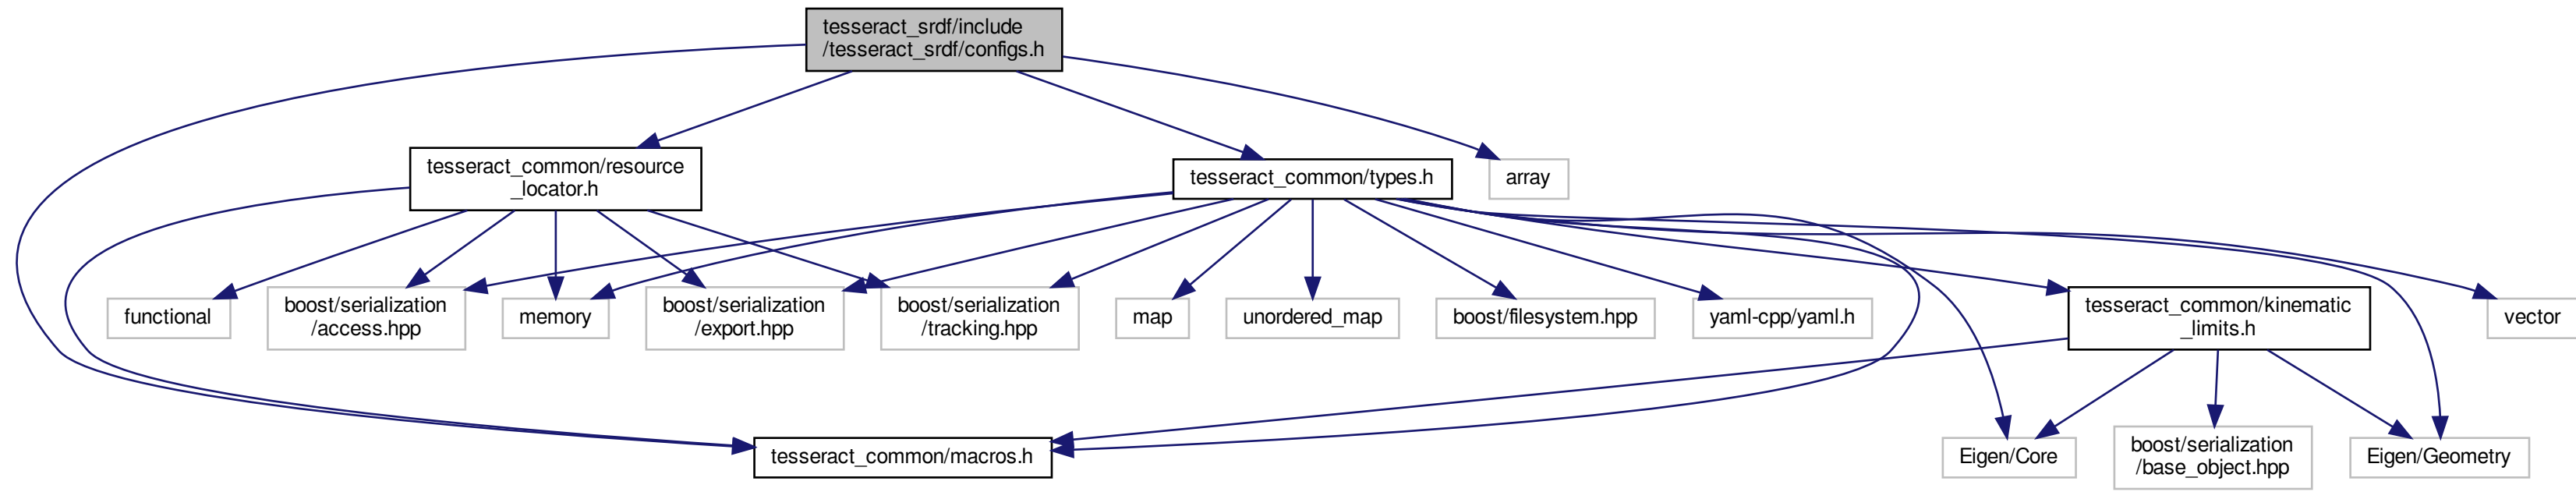 tesseract_srdf/include
/tesseract_srdf/configs.h
tesseract_common/resource
_locator.h
tesseract_common/types.h
array
functional
boost/serialization
/access.hpp
memory
boost/serialization
/export.hpp
boost/serialization
/tracking.hpp
map
unordered_map
boost/filesystem.hpp
yaml-cpp/yaml.h
tesseract_common/kinematic
_limits.h
vector
tesseract_common/macros.h
Eigen/Core
boost/serialization
/base_object.hpp
Eigen/Geometry